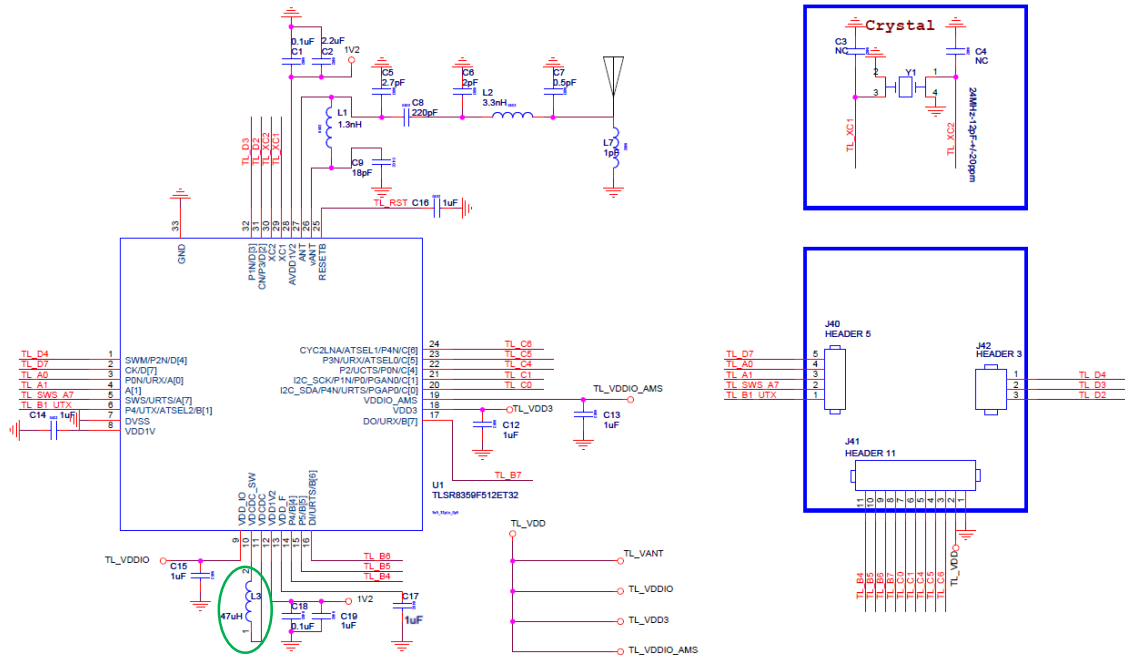 0.1uF
C1
2.2uF
C2
1V2
C5
2.7pF
C6
2pF
C7
0.5pF
C8
220pF
L2
3.3nH
L1
1.3nH
C9
18pF
L7
1pF
TL_D3
TL_D2
TL_XC2
TL_XC1
TL_RST
C16
1uF
33
32
31
30
29
28
27
26
25
GND
P1N/D[3]
CN/P3/D[2]
XC2
XC1
AVDD1V2
ANT
vANT
RESETB
TL_D4
TL_D7
TL_A0
TL_A1
TL_SWS_A7
TL_B1_UTX
C14
1uF
1
2
3
4
5
6
7
8
SWM/P2N/D[4]
CK/D[7]
P0N/URX/A[0]
A[1]
SWS/URTS/A[7]
P4/UTX/ATSEL2/B[1]
DVSS
VDD1V
CYC2LNA/ATSEL1/P4N/C[6]
P3N/URX/ATSEL0/C[5]
P2/UCTS/P0N/C[4]
I2C_SCK/P1N/P0/PGAN0/C[1]
I2C_SDA/P4N/URTS/PGAP0/C[0]
VDDIO_AMS
VDD3
DO/URX/B[7]
24
23
22
21
20
19
18
17
TL_C6
TL_C5
TL_C4
TL_C1
TL_C0
TL_VDDIO_AMS
TL_VDD3
C12
1uF
C13
1uF
TL_B7
U1
TLSR8359F512ET32
VDD_IO
VDCDC_SW
VDCDC
VDD1V2
VDD_F
P4/B[4]
P5/B[5]
DI/URTS/B[6]
9
10
11
12
13
14
15
16
TL_VDDIO
C15
1uF
2
L3
47uH
1
TL_B6
TL_B5
TL_B4
1V2
C18
0.1uF
C19
1uF
C17
1uF
TL_VDD
TL_VANT
TL_VDDIO
TL_VDD3
TL_VDDIO_AMS
Crystal
C3
NC
C4
NC
2
3
Y1
1
4
TL_XC1
TL_XC2
24MHz-12pF-+/-20ppm
J40
HEADER 5
TL_D7
TL_A0
TL_A1
TL_SWS_A7
TL_B1_UTX
5
4
3
2
1
J42
HEADER 3
1
2
3
TL_D4
TL_D3
TL_D2
J41
HEADER 11
11
10
9
8
7
6
5
4
3
2
1
TL_B4
TL_B5
TL_B6
TL_B7
TL_C0
TL_C1
TL_C4
TL_C5
TL_C6
TL_VDD